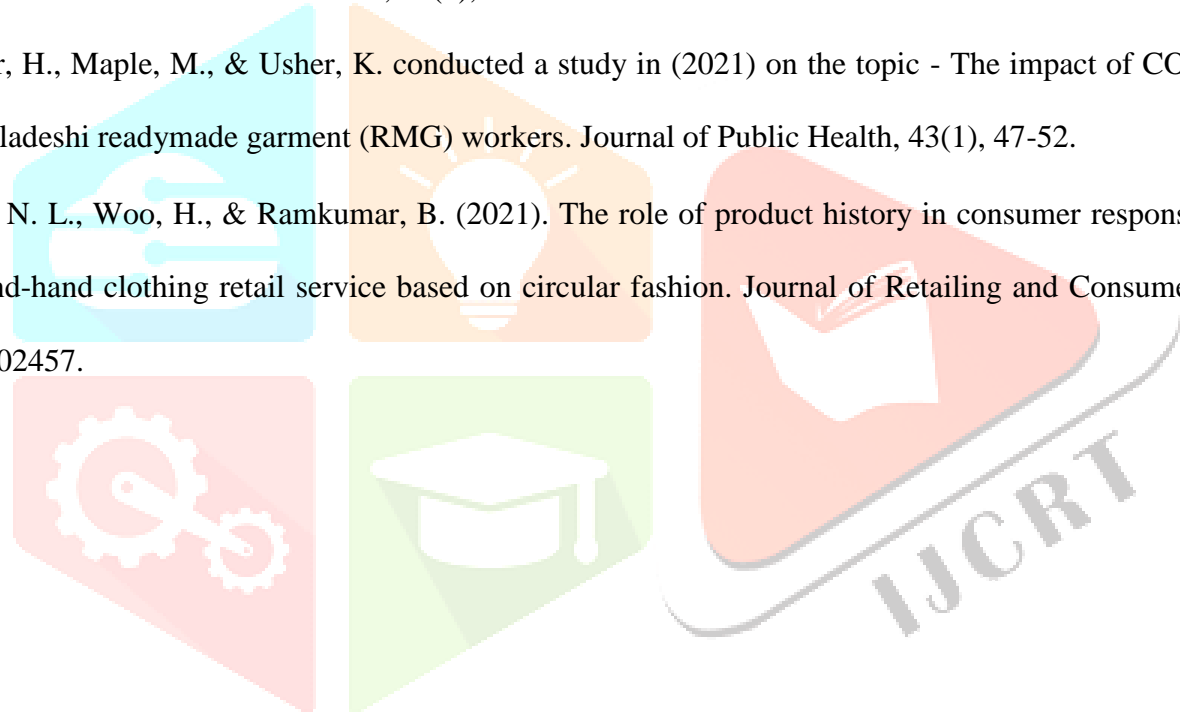 r, H., Maple, M., & Usher, K. conducted a study in (2021) on the topic - The impact of CO
ladeshi readymade garment (RMG) workers. Journal of Public Health, 43(1), 47-52.
N. L., Woo, H., & Ramkumar, B. (2021). The role of product history in consumer respons
nd-hand clothing retail service based on circular fashion. Journal of Retailing and Consume
02457.
IJCRT